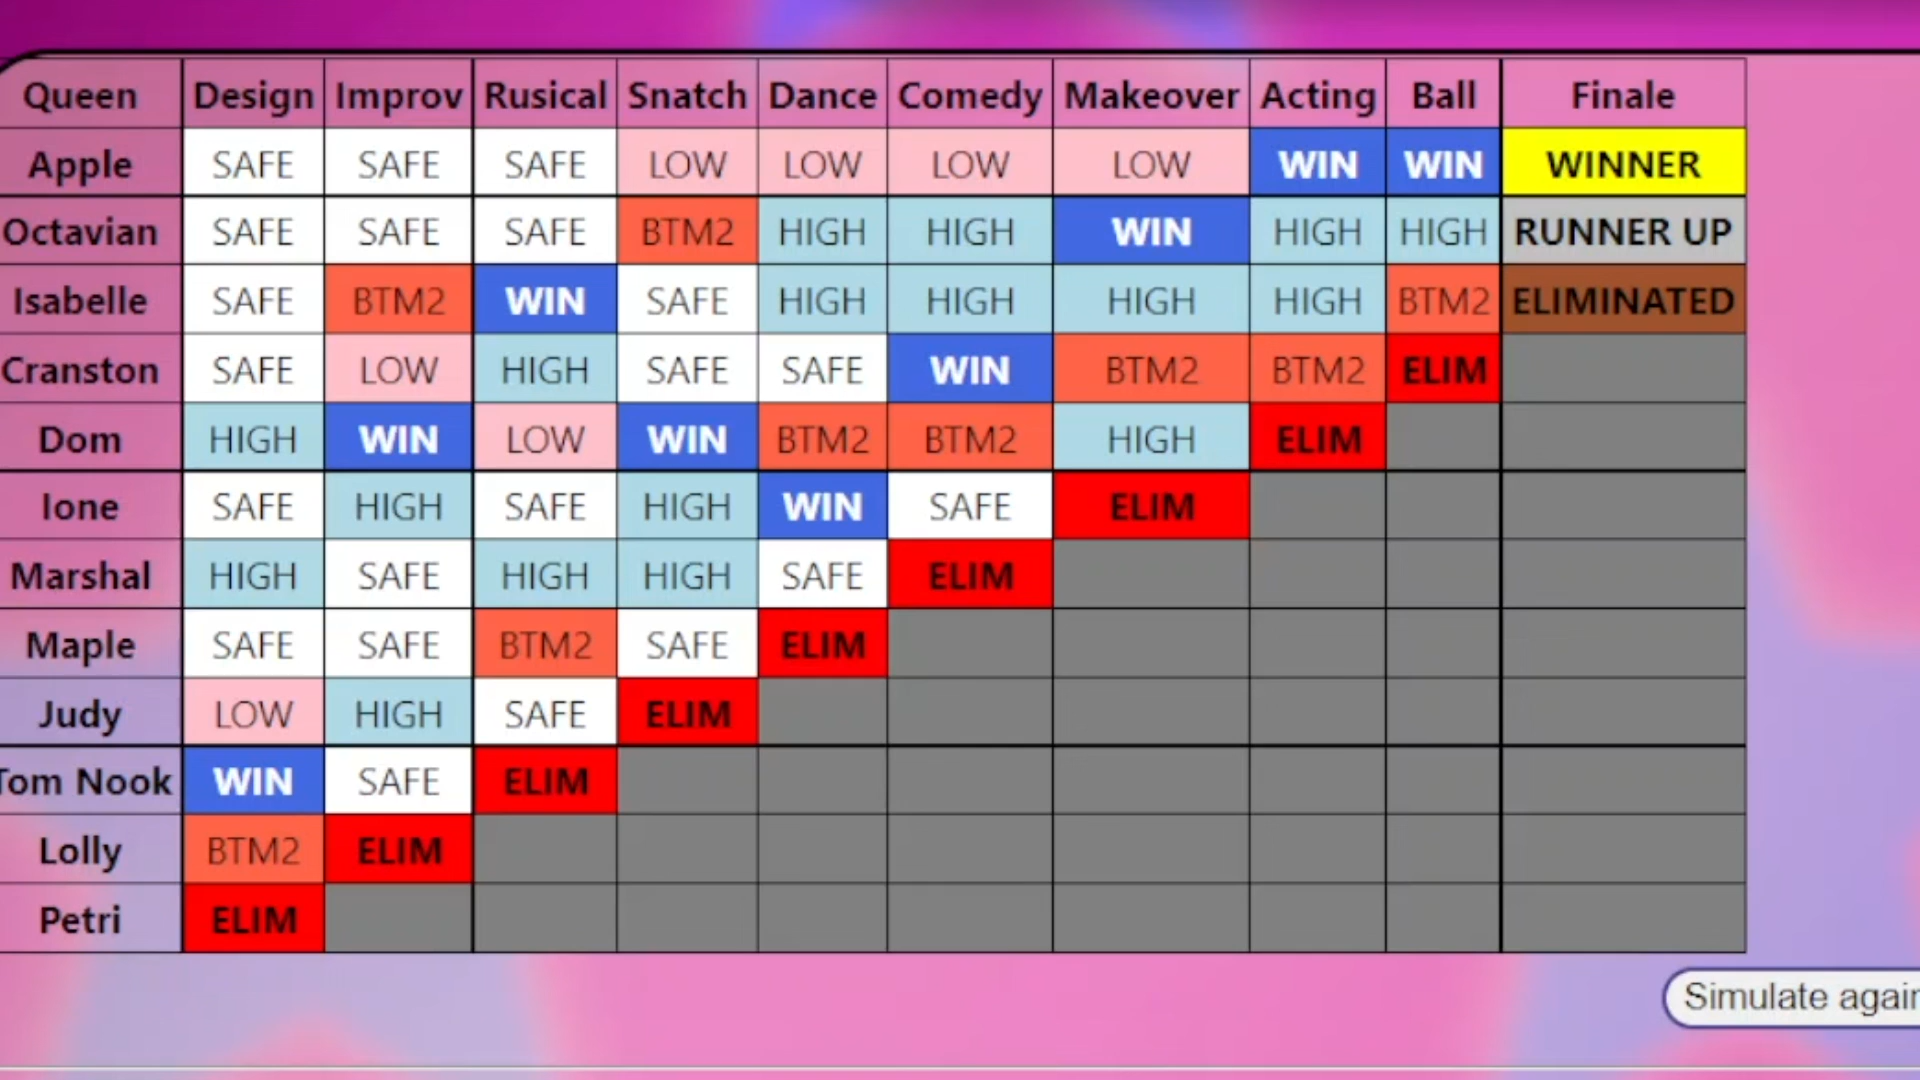 Queen Design Improv Rusical Snatch Dance Comedy Makeover Acting Ball Finale
Apple SAFE SAFE SAFE LOW LOW LOW LOW WIN WIN WINNER
Octavian SAFE SAFE SAFE BTM2 HIGH HIGH WIN HIGH HIGH RUNNER UP
Isabelle SAFE BTM2 WIN SAFE HIGH HIGH HIGH HIGH BTM2 ELIMINATED
Cranston SAFE LOW HIGH SAFE SAFE WIN BTM2 BTM2 ELIM
Dom HIGH WIN LOW WIN BTM2 BTM2 HIGH ELIM
Ione SAFE HIGH SAFE HIGH WIN SAFE ELIM
Marshal HIGH SAFE HIGH HIGH SAFE ELIM
Maple SAFE SAFE BTM2 SAFE ELIM
Judy LOW HIGH SAFE ELIM
Tom Nook WIN SAFE ELIM
Lolly BTM2 ELIM
Petri ELIM
Simulate again